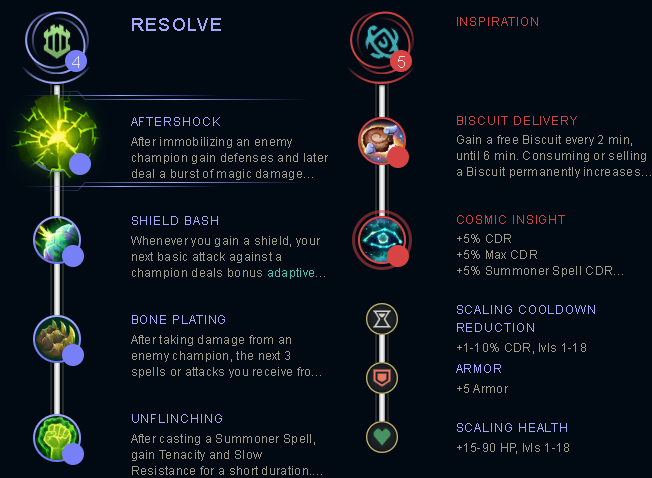 RESOLVE
4
AFTERSHOCK
After immobilizing an enemy
champion gain defenses and later
deal a burst of magic damage...
SHIELD BASH
Whenever you gain a shield, your
next basic attack against a
champion deals bonus adaptive...
BONE PLATING
After taking damage from an
enemy champion, the next 3
spells or attacks you receive fro...
UNFLINCHING
After casting a Summoner Spell,
gain Tenacity and Slow
Resistance for a short duration....
INSPIRATION
5
BISCUIT DELIVERY
Gain a free Biscuit every 2 min,
until 6 min. Consuming or selling
a Biscuit permanently increases...
COSMIC INSIGHT
+5% CDR
+5% Max CDR
+5% Summoner Spell CDR...
SCALING COOLDOWN
REDUCTION
+1-10% CDR, lvls 1-18
ARMOR
+5 Armor
SCALING HEALTH
+15-90 HP, lvls 1-18